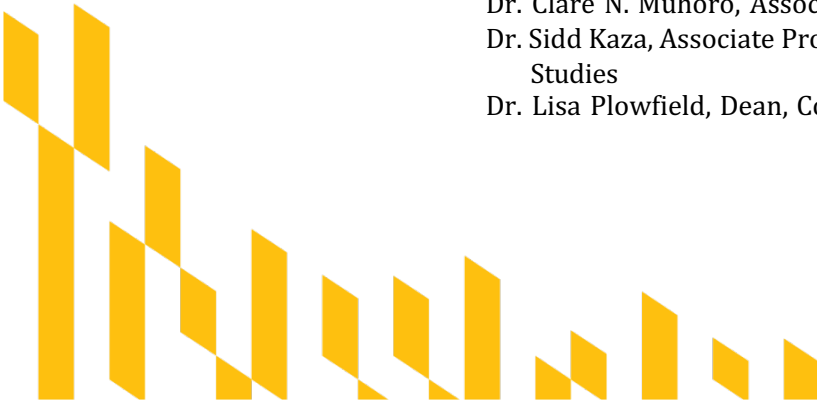 Dr. Clare N. Muhoro, Assoc
Dr. Sidd Kaza, Associate Pro
Studies
Dr. Lisa Plowfield, Dean, Co